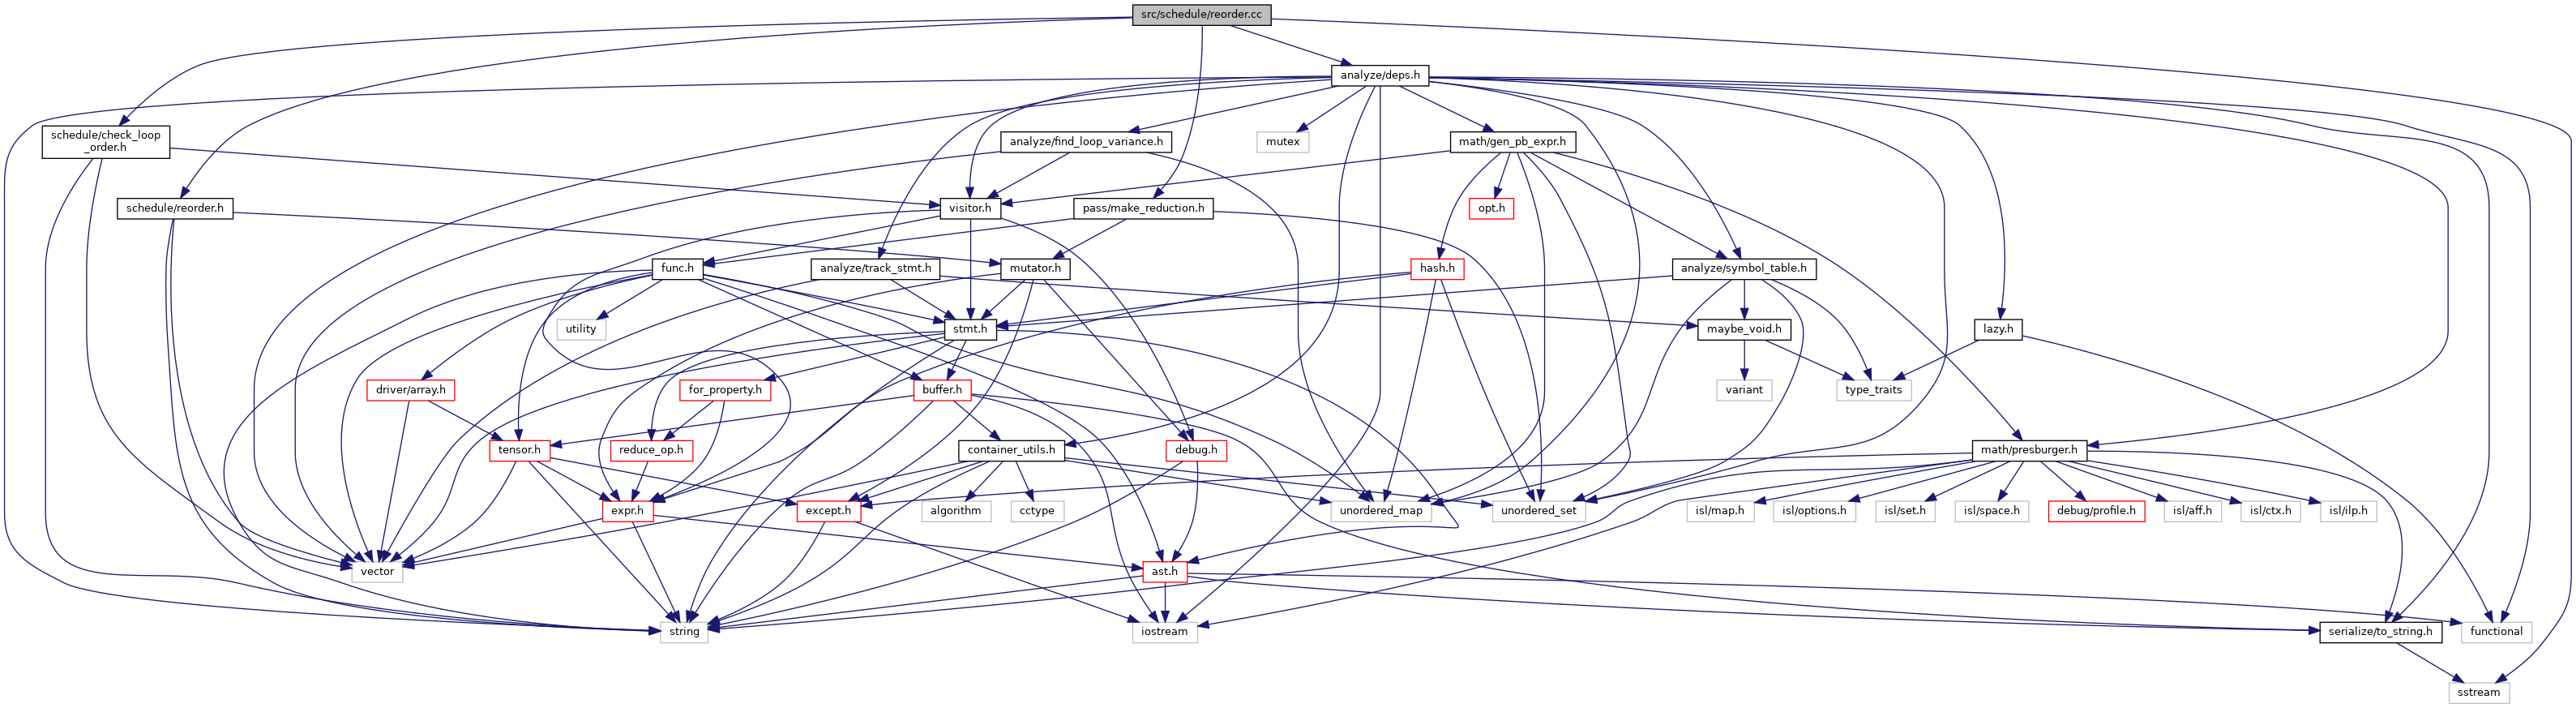 src/schedule/reorder.cc
analyze/deps.h
schedule/check_loop
_order.h
analyze/find_loop_variance.h
mutex
math/gen_pb_expr.h
schedule/reorder.h
visitor.h
pass/make_reduction.h
opt.h
func.h
analyze/track_stmt.h
mutator.h
hash.h
analyze/symbol_table.h
utility
stmt.h
maybe_void.h
lazy.h
driver/array.h
for_property.h
buffer.h
variant
type_traits
tensor.h
reduce_op.h
container_utils.h
debug.h
math/presburger.h
expr.h
except.h
algorithm
cctype
unordered_map
unordered_set
isl/map.h
isl/options.h
isl/set.h
isl/space.h
debug/profile.h
isl/aff.h
isl/ctx.h
isl/ilp.h
vector
ast.h
string
iostream
serialize/to_string.h
functional
sstream